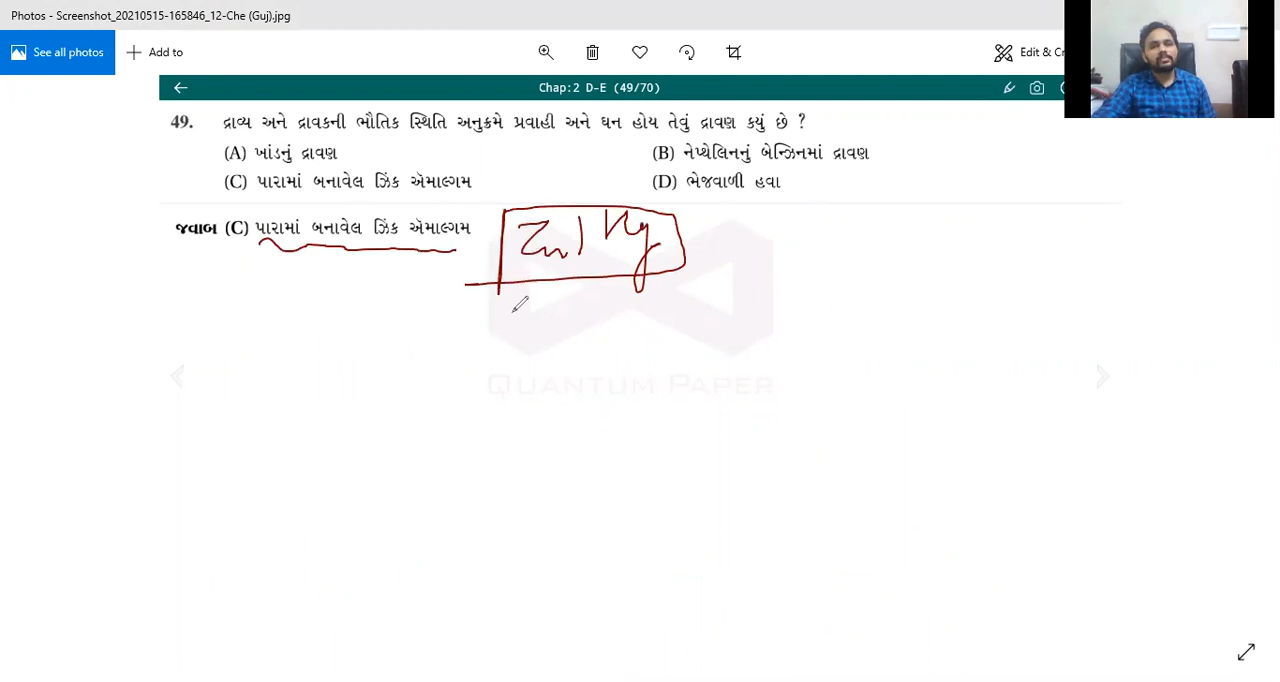 Photos - Screenshot_20210515-165846_12-Che (Guj).jpg
See all photos
Add to
Edit & Cr
Chap:2 D-E (49/70)
49. દ્રાવ્ય અને દ્રાવકની ભૌતિક સ્થિતિ અનુક્રમે પ્રવાહી અને ઘન હોય તેવું દ્રાવણ કયું છે ?
(A) ખાંડનું દ્રાવણ (B) નેપ્થેલિનનું બેન્ઝિનમાં દ્રાવણ
(C) પારામાં બનાવેલ ઝિંક ઍમાલ્ગમ (D) ભેજવાળી હવા
જવાબ (C) પારામાં બનાવેલ ઝિંક ઍમાલ્ગમ
Zn | Hg
QUANTUM PAPER